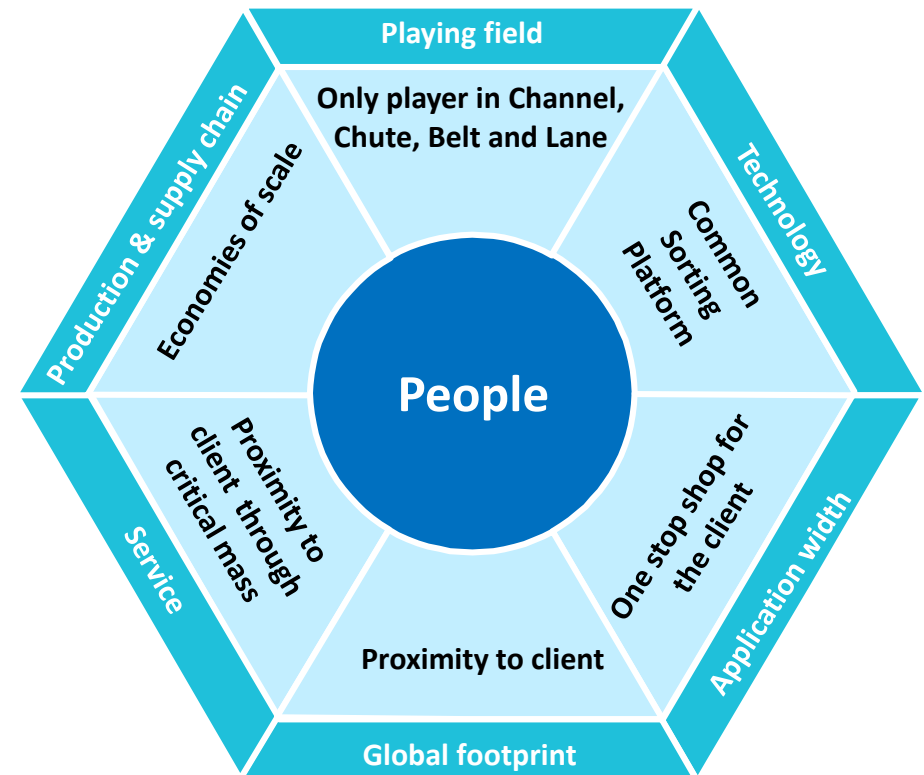 Playing field
Only player in Channel,
Chute, Belt and Lane
Technology
Common
Sorting
Platform
Application width
One stop shop for
the client
Global footprint
Proximity to client
Service
Proximity to
client through
critical mass
Production & supply chain
Economies of scale
People